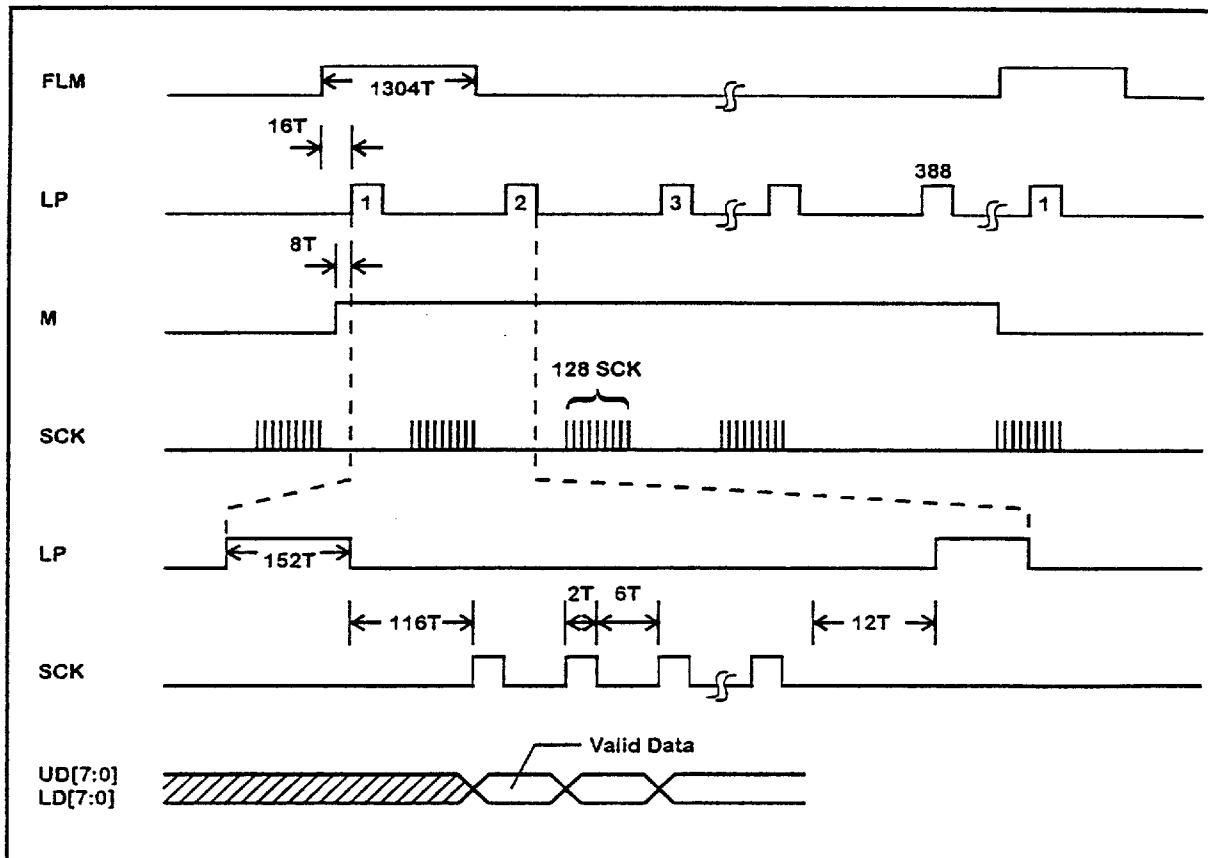 FLM
1304T
16T
388
LP
1
2
3
1
8T
M
128 SCK
SCK
LP
152T
2T
6T
116T
12T
SCK
Valid Data
UD[7:0]
LD[7:0]